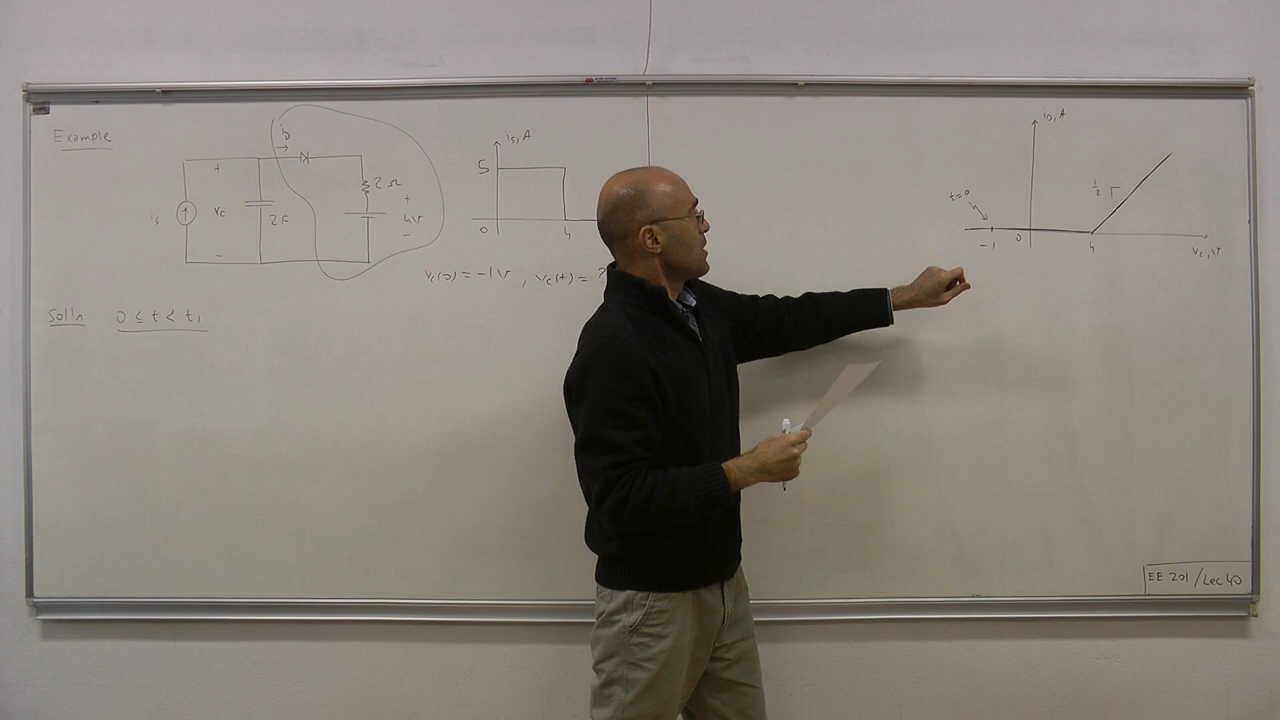 Example
iD
+
2Ω
is
vc
2F
+
4V
-
-
is, A
5
0
4
vc(0) = -1V , vc(t) = ?
Sol'n 0 ≤ t < t1
iD, A
1/2 ℧
t=0
-1
0
4
vc, V
EE 201 / Lec 40